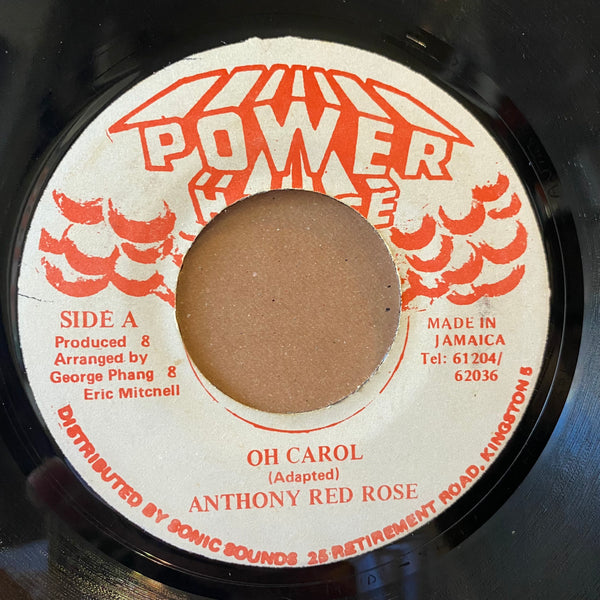 POWER
HOUSE
SIDE A
Produced &
Arranged by
George Phang &
Eric Mitchell
MADE IN
JAMAICA
Tel: 61204/
62036
OH CAROL
(Adapted)
ANTHONY RED ROSE
DISTRIBUTED BY SONIC SOUNDS 25 RETIREMENT ROAD, KINGSTON 5